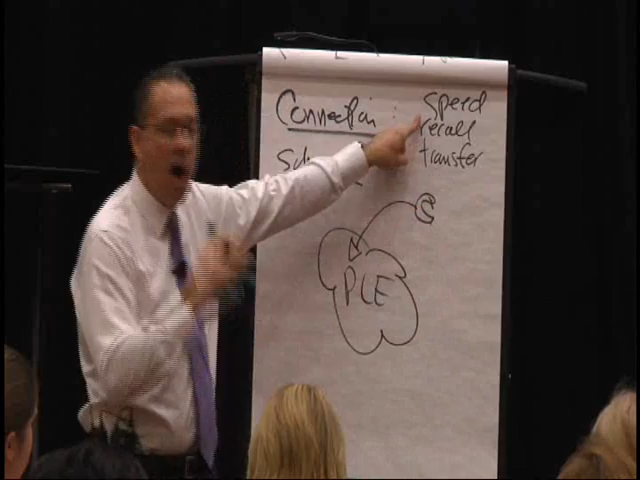 Connection : Speed
recall
transfer
C
PLE